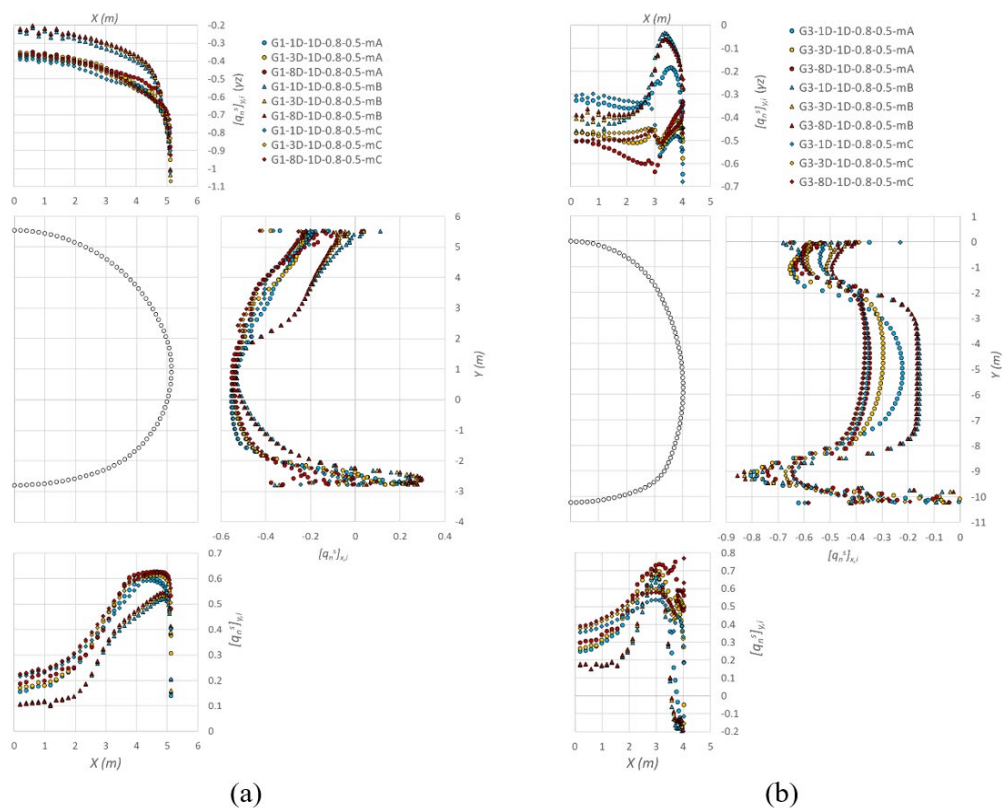 X (m)
0 1 2 3 4 5 6
-0.2
-0.3
-0.4
-0.5
-0.6
-0.7
-0.8
-0.9
-1
-1.1
[qₙˢ]y,i (γz)
G1-1D-1D-0.8-0.5-mA
G1-3D-1D-0.8-0.5-mA
G1-8D-1D-0.8-0.5-mA
G1-1D-1D-0.8-0.5-mB
G1-3D-1D-0.8-0.5-mB
G1-8D-1D-0.8-0.5-mB
G1-1D-1D-0.8-0.5-mC
G1-3D-1D-0.8-0.5-mC
G1-8D-1D-0.8-0.5-mC
6
5
4
3
2
1
0
-1
-2
-3
-4
Y (m)
-0.6 -0.4 -0.2 0 0.2 0.4
[qₙˢ]x,i
0.7
0.6
0.5
0.4
0.3
0.2
0.1
0
[qₙˢ]y,i
0 1 2 3 4 5 6
X (m)
(a)
X (m)
0 1 2 3 4 5
0
-0.1
-0.2
-0.3
-0.4
-0.5
-0.6
-0.7
[qₙˢ]y,i (γz)
G3-1D-1D-0.8-0.5-mA
G3-3D-1D-0.8-0.5-mA
G3-8D-1D-0.8-0.5-mA
G3-1D-1D-0.8-0.5-mB
G3-3D-1D-0.8-0.5-mB
G3-8D-1D-0.8-0.5-mB
G3-1D-1D-0.8-0.5-mC
G3-3D-1D-0.8-0.5-mC
G3-8D-1D-0.8-0.5-mC
1
0
-1
-2
-3
-4
-5
-6
-7
-8
-9
-10
-11
Y (m)
-0.9 -0.8 -0.7 -0.6 -0.5 -0.4 -0.3 -0.2 -0.1 0
[qₙˢ]x,i
0.8
0.7
0.6
0.5
0.4
0.3
0.2
0.1
0
-0.1
-0.2
[qₙˢ]y,i
0 1 2 3 4 5
X (m)
(b)